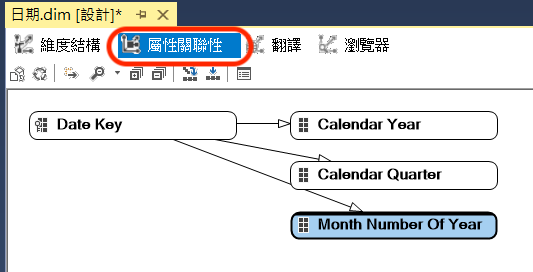 日期.dim [設計]*
維度結構 屬性關聯性 翻譯 瀏覽器
Date Key
Calendar Year
Calendar Quarter
Month Number Of Year